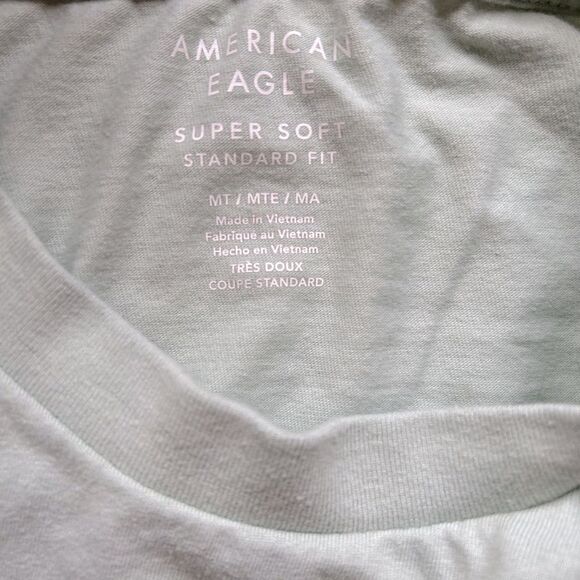 AMERICAN
EAGLE
SUPER SOFT
STANDARD FIT
MT / MTE / MA
Made in Vietnam
Fabriqué au Vietnam
Hecho en Vietnam
TRÈS DOUX
COUPE STANDARD